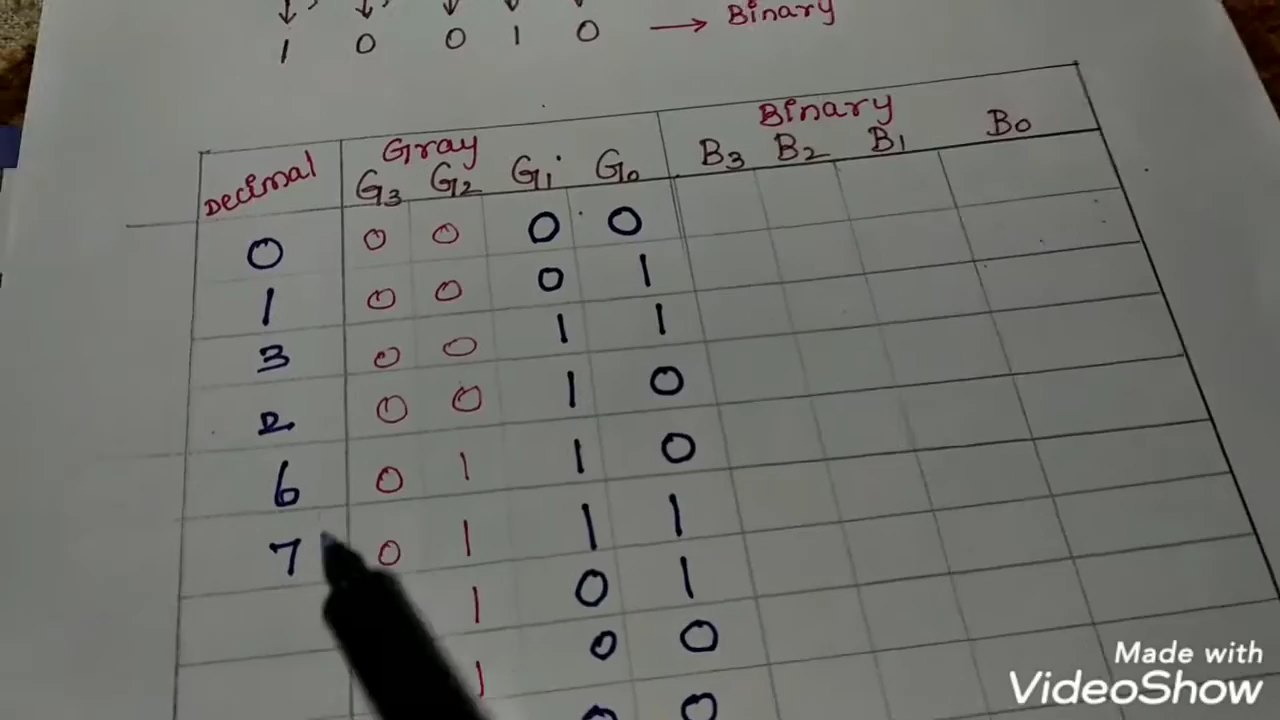 1 0 0 1 0 → Binary
Decimal Gray Binary
G3 G2 G1 G0 B3 B2 B1 B0
0 0 0 0 0
1 0 0 0 1
3 0 0 1 1
2 0 0 1 0
6 0 1 1 0
7 0 1 1 1
1 0 1
1 0 0
0
Made with
VideoShow